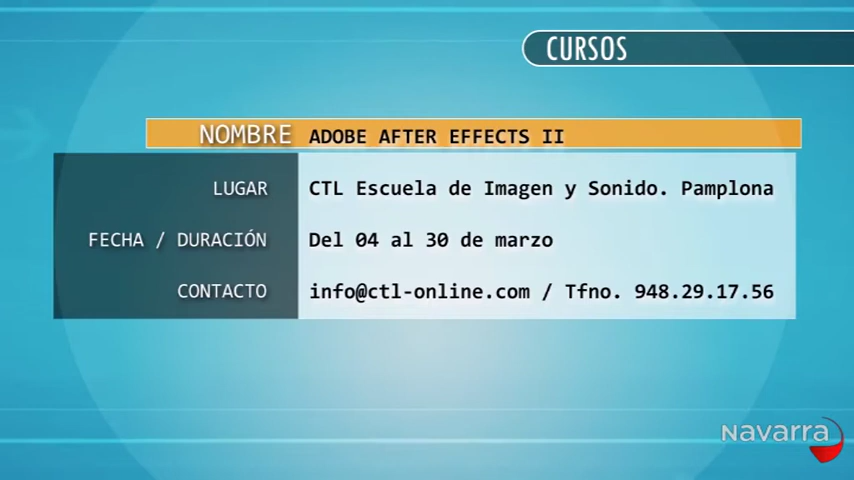 CURSOS
NOMBRE ADOBE AFTER EFFECTS II
LUGAR CTL Escuela de Imagen y Sonido. Pamplona
FECHA / DURACIÓN Del 04 al 30 de marzo
CONTACTO info@ctl-online.com / Tfno. 948.29.17.56
Navarra